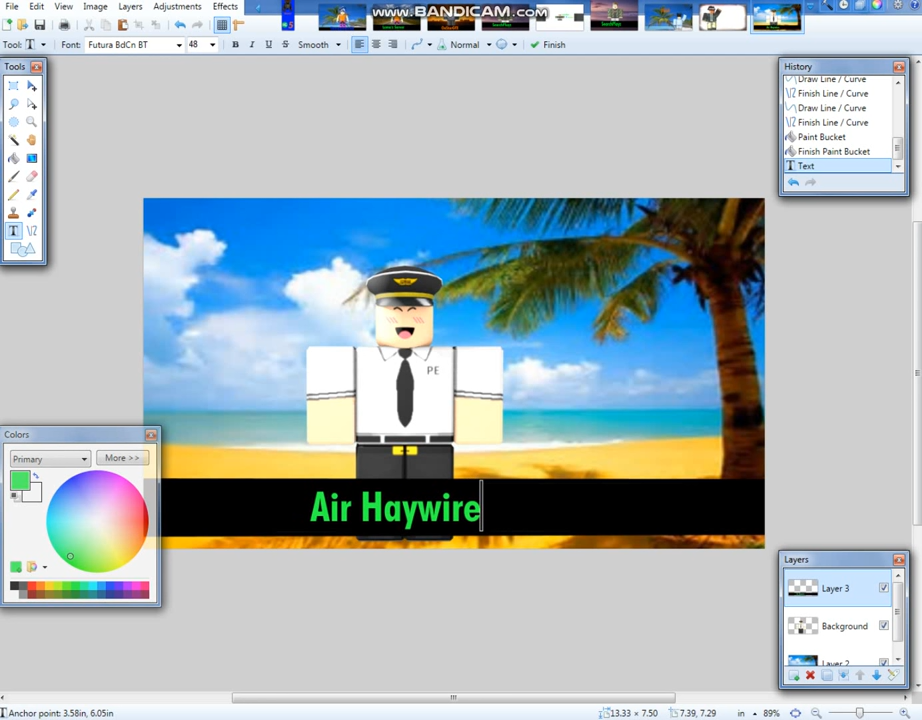 File Edit View Image Layers Adjustments Effects
www.BANDICAM.com
Tool: T Font: Futura BdCn BT 48 B I U S Smooth Normal Finish
Tools
History
Draw Line / Curve
Finish Line / Curve
Draw Line / Curve
Finish Line / Curve
Paint Bucket
Finish Paint Bucket
Text
PE
Air Haywire
Colors
Primary More >>
Layers
Layer 3
Background
Layer 2
Anchor point: 3.58in, 6.05in 13.33 × 7.50 7.39, 7.29 in 89%